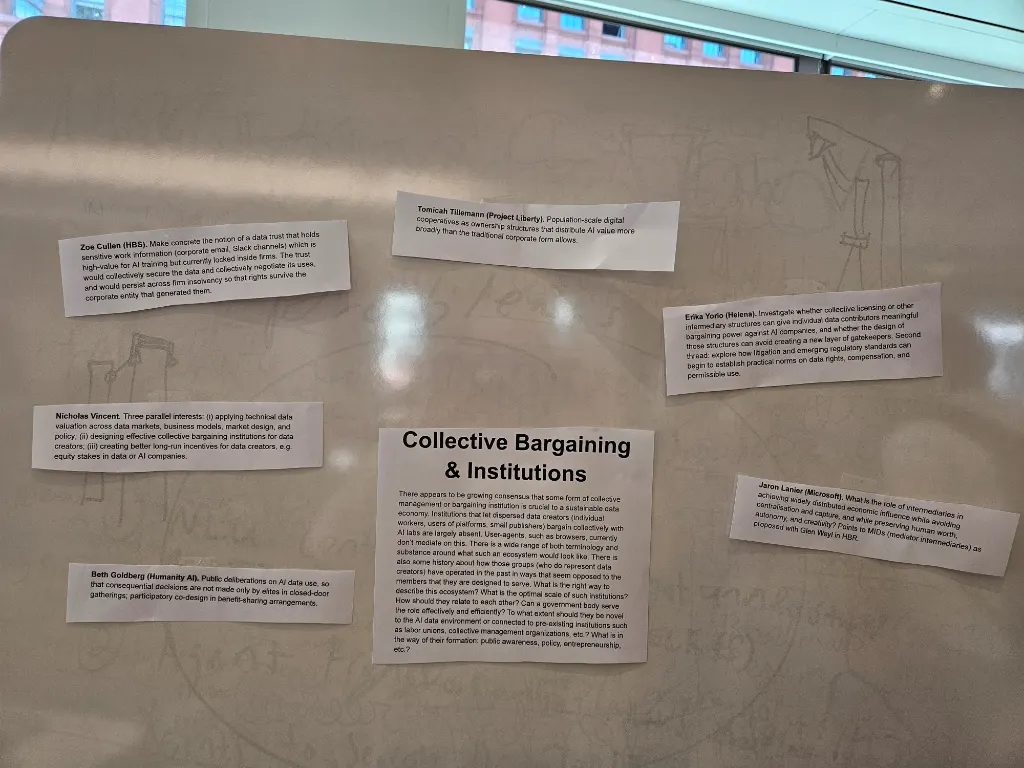 Tomicah Tillemann (Project Liberty). Population-scale digital
cooperatives as ownership structures that distribute AI value more
broadly than the traditional corporate form allows.
Zoe Cullen (HBS). Make concrete the notion of a data trust that holds
sensitive work information (corporate email, Slack channels) which is
high-value for AI training but currently locked inside firms. The trust
would collectively secure the data and collectively negotiate its uses,
and would persist across firm insolvency so that rights survive the
corporate entity that generated them.
Erika Yorio (Helena). Investigate whether collective licensing or other
intermediary structures can give individual data contributors meaningful
bargaining power against AI companies, and whether the design of
those structures can avoid creating a new layer of gatekeepers. Second
thread: explore how litigation and emerging regulatory standards can
begin to establish practical norms on data rights, compensation, and
permissible use.
Nicholas Vincent. Three parallel interests: (i) applying technical data
valuation across data markets, business models, market design, and
policy, (ii) designing effective collective bargaining institutions for data
creators; (iii) creating better long-run incentives for data creators, e.g.
equity stakes in data or AI companies.
Collective Bargaining
& Institutions
There appears to be growing consensus that some form of collective
management or bargaining institution is crucial to a sustainable data
economy. Institutions that let dispersed data creators (individual
workers, users of platforms, small publishers) bargain collectively with
AI labs are largely absent. User-agents, such as browsers, currently
don't mediate on this. There is a wide range of both terminology and
substance around what such an ecosystem would look like. There is
also some history about how those groups (who do represent data
creators) have operated in the past in ways that seem opposed to the
members that they are designed to serve. What is the right way to
describe this ecosystem? What is the optimal scale of such institutions?
How should they relate to each other? Can a government body serve
the role effectively and efficiently? To what extent should they be novel
to the AI data environment or connected to pre-existing institutions such
as labor unions, collective management organizations, etc.? What is in
the way of their formation: public awareness, policy, entrepreneurship,
etc.?
Jaron Lanier (Microsoft). What is the role of intermediaries in
achieving widely distributed economic influence while avoiding
centralisation and capture, and while preserving human worth,
autonomy, and creativity? Points to MIDs (mediator intermediaries) as
proposed with Glen Weyl in HBR.
Beth Goldberg (Humanity AI). Public deliberations on AI data use, so
that consequential decisions are not made only by elites in closed-door
gatherings; participatory co-design in benefit-sharing arrangements.